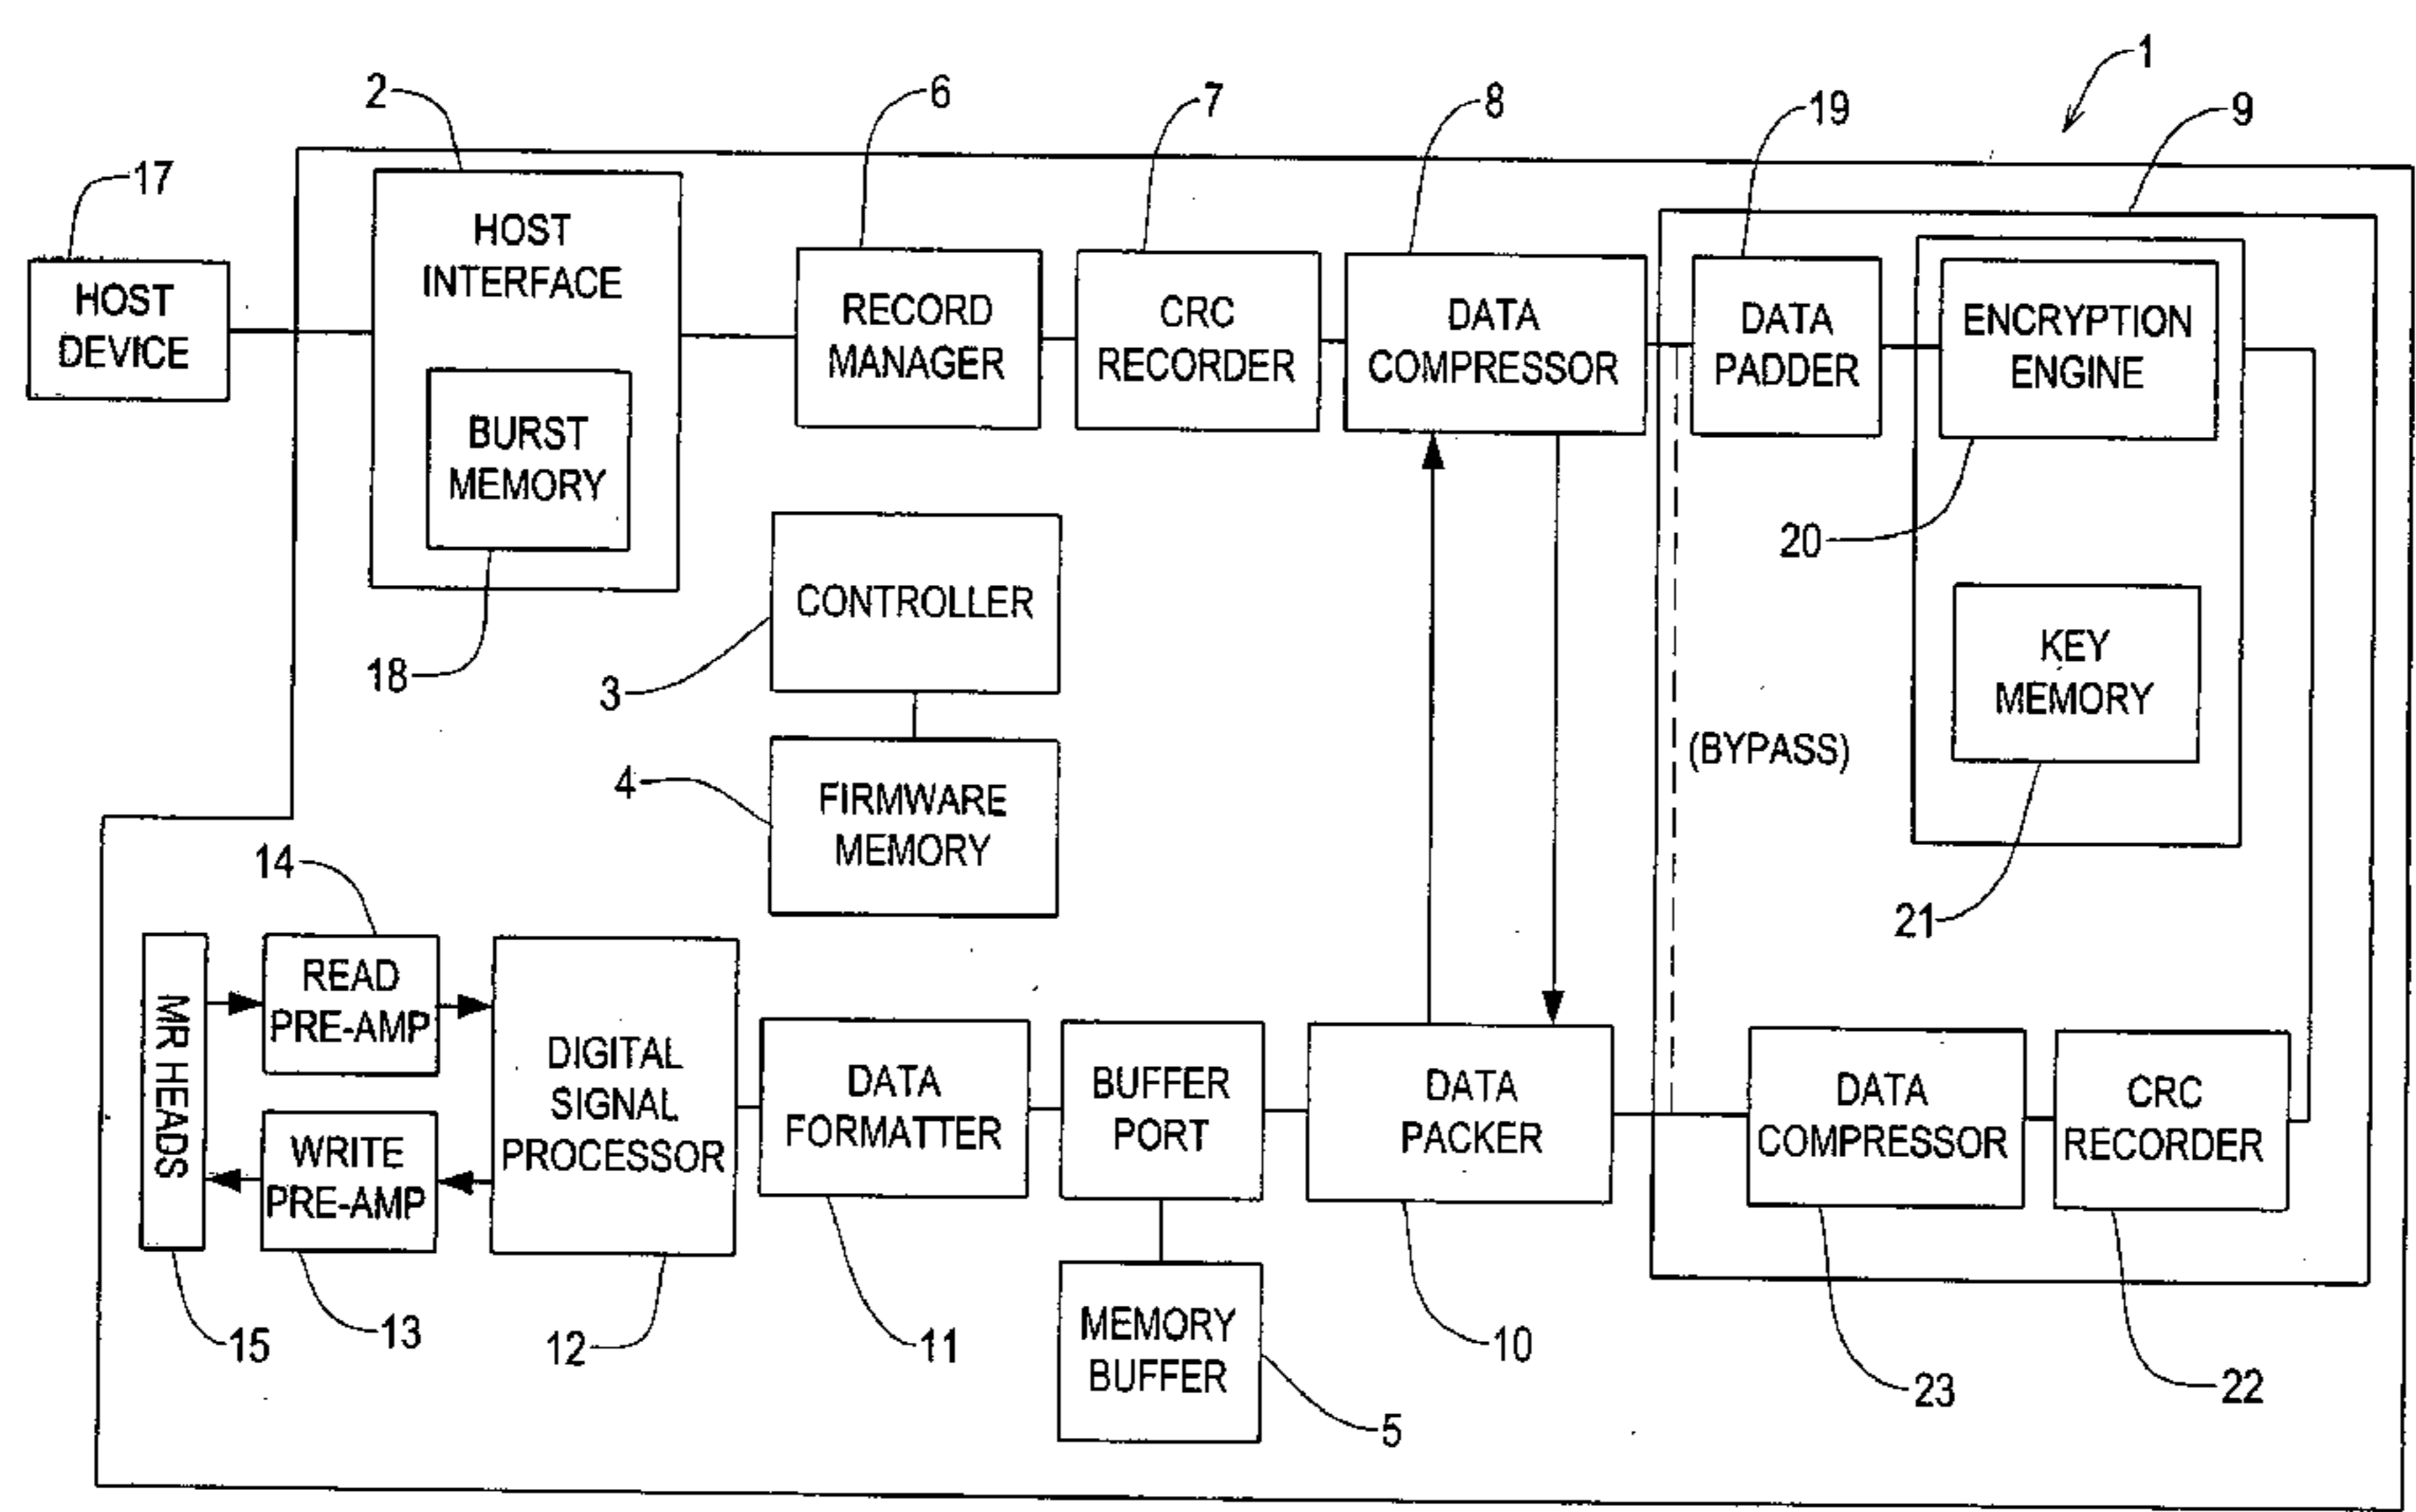 1
2
6
7
8
19
9
17
HOST
DEVICE
HOST
INTERFACE
BURST
MEMORY
18
RECORD
MANAGER
CRC
RECORDER
DATA
COMPRESSOR
DATA
PADDER
ENCRYPTION
ENGINE
20
KEY
MEMORY
21
(BYPASS)
CONTROLLER
3
FIRMWARE
MEMORY
4
14
MR HEADS
READ
PRE-AMP
WRITE
PRE-AMP
DIGITAL
SIGNAL
PROCESSOR
DATA
FORMATTER
BUFFER
PORT
DATA
PACKER
DATA
COMPRESSOR
CRC
RECORDER
MEMORY
BUFFER
15
13
12
11
5
10
23
22